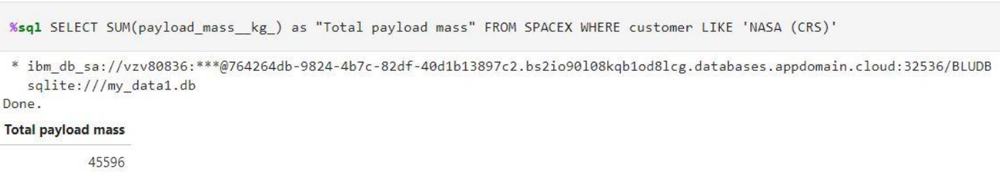 %sql SELECT SUM(payload_mass__kg_) as "Total payload mass" FROM SPACEX WHERE customer LIKE 'NASA (CRS)'
* ibm_db_sa://vzv80836:***@764264db-9824-4b7c-82df-40d1b13897c2.bs2io90l08kqb1od8lcg.databases.appdomain.cloud:32536/BLUDB
sqlite:///my_data1.db
Done.
Total payload mass
45596